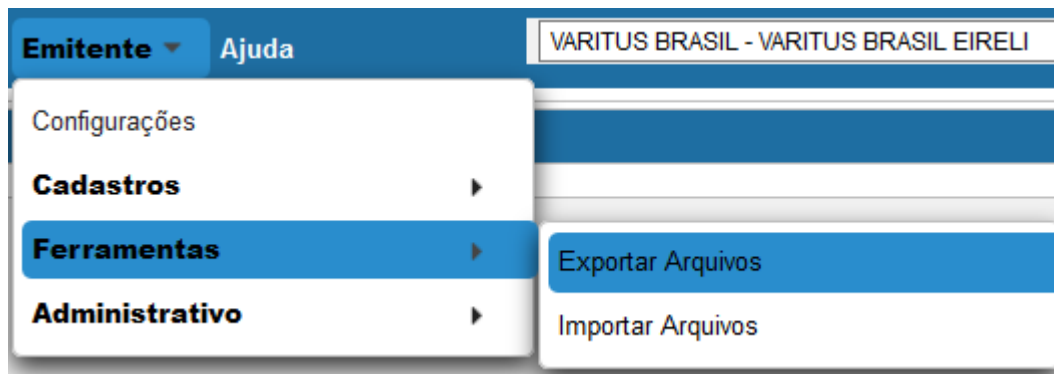 Emitente Ajuda VARITUS BRASIL - VARITUS BRASIL EIRELI
Configurações
Cadastros
Ferramentas
Exportar Arquivos
Administrativo
Importar Arquivos